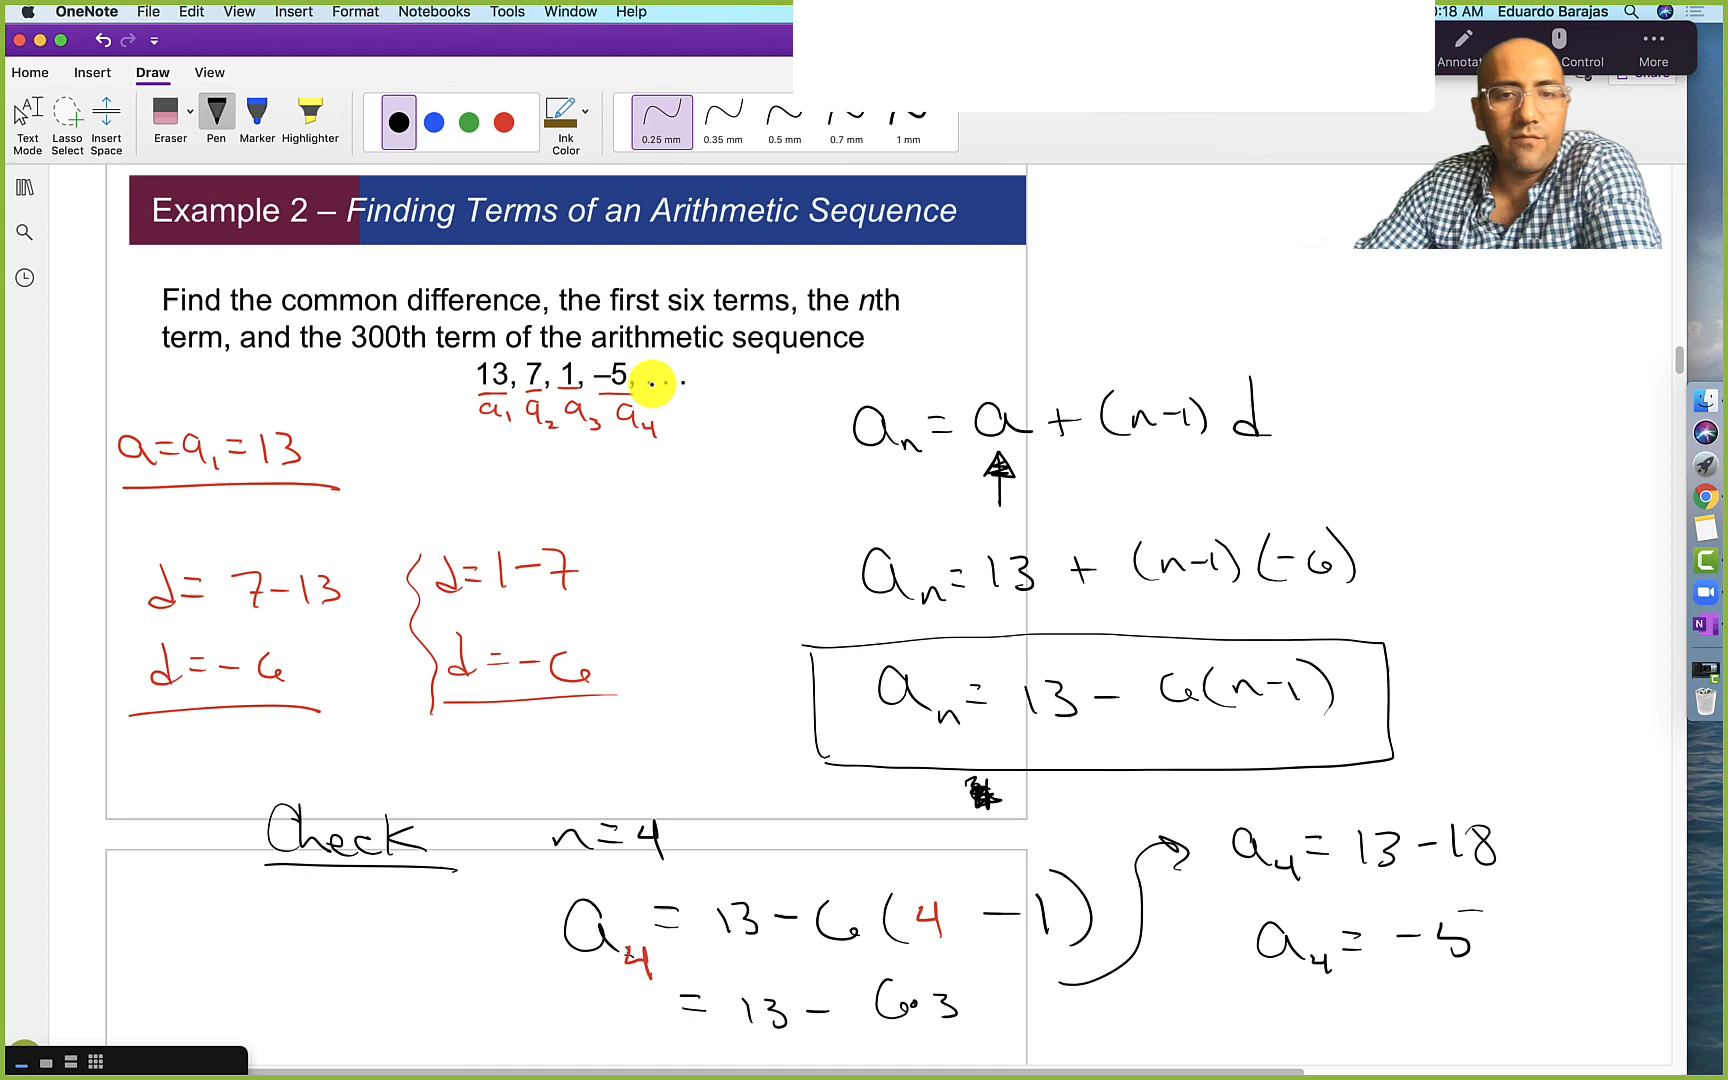 OneNote File Edit View Insert Format Notebooks Tools Window Help
0:18 AM Eduardo Barajas
Home Insert Draw View
Control More
Share
Text Mode
Lasso Select
Insert Space
Eraser
Pen
Marker
Highlighter
Ink Color
0.25 mm 0.35 mm 0.5 mm 0.7 mm 1 mm
Example 2 – Finding Terms of an Arithmetic Sequence
Find the common difference, the first six terms, the nth
term, and the 300th term of the arithmetic sequence
13, 7, 1, –5, . . .
a₁ a₂ a₃ a₄
a = a₁ = 13
d = 7 - 13
d = - 6
d = 1 - 7
d = - 6
aₙ = a + (n-1) d
aₙ = 13 + (n-1) (-6)
aₙ = 13 - 6(n-1)
Check n = 4
a₄ = 13 - 6 (4 - 1)
= 13 - 6·3
a₄ = 13 - 18
a₄ = - 5